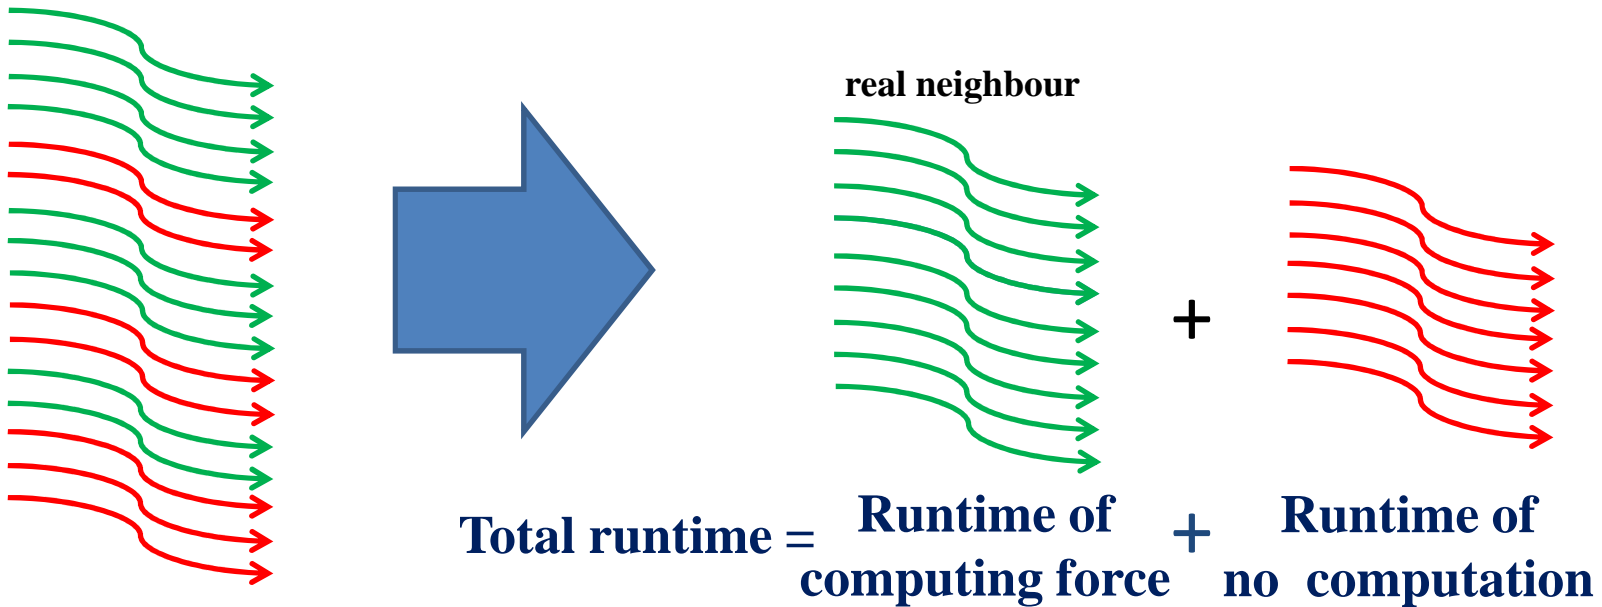 real neighbour
+
Total runtime = Runtime of + Runtime of
computing force no computation